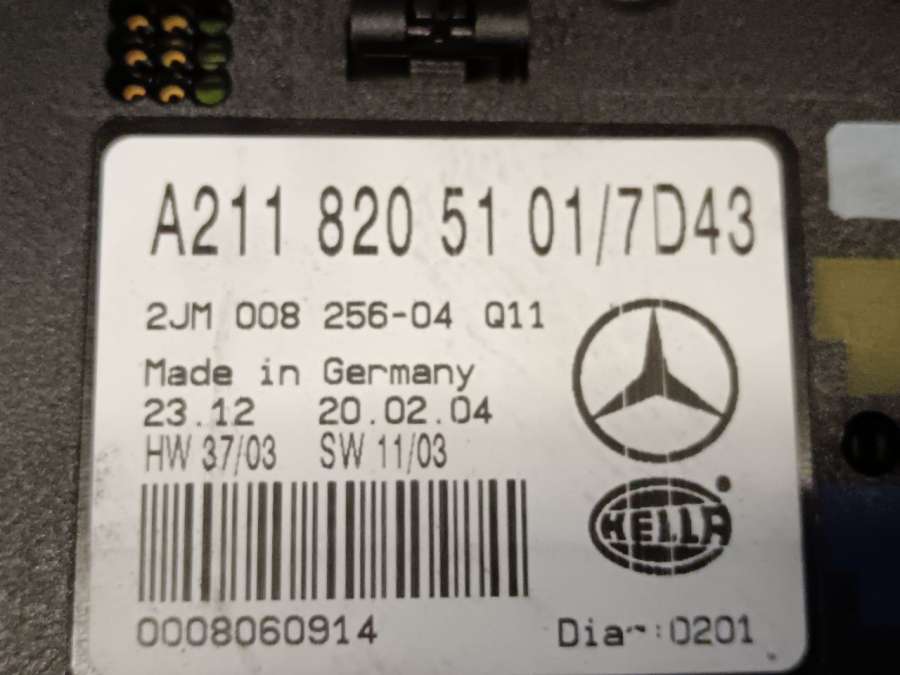 A211 820 51 01/7D43
2JM 008 256-04 Q11
Made in Germany
23.12 20.02.04
HW 37/03 SW 11/03
HELLA
0008060914
0201